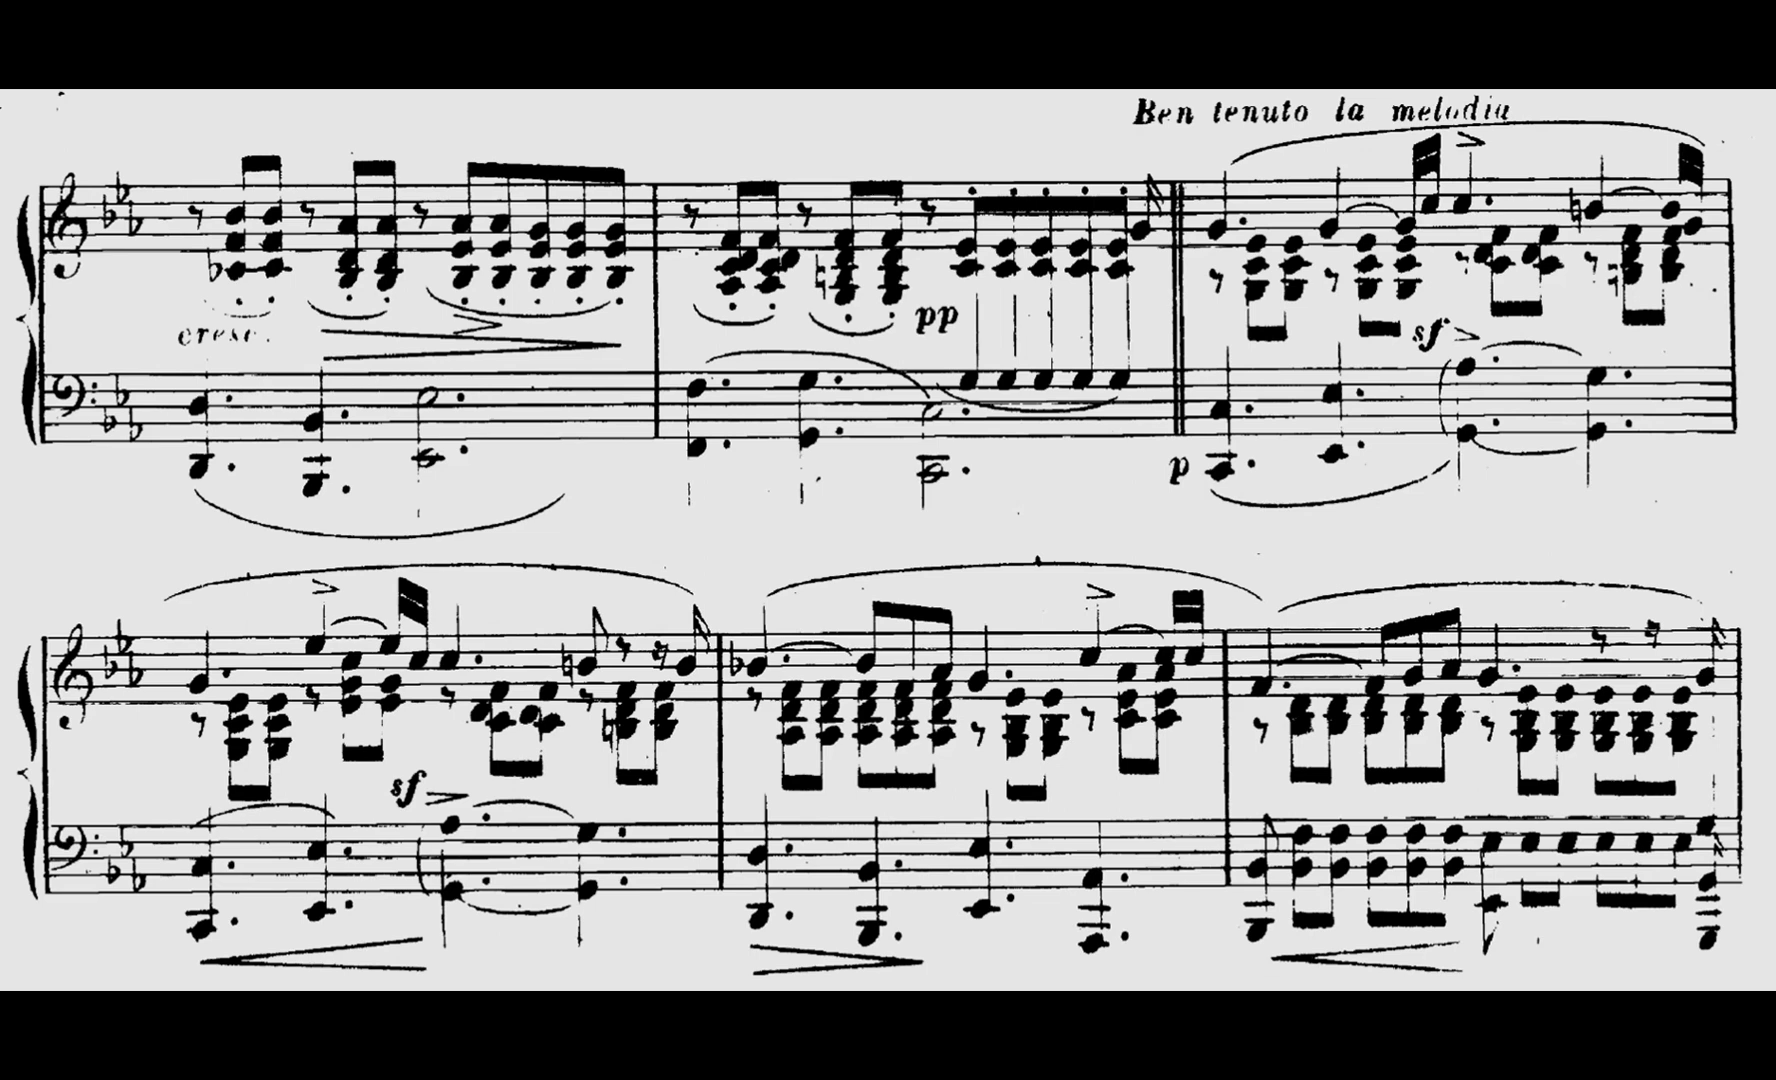 Ben tenuto la melodia
cresc.
pp
sf
p
sf